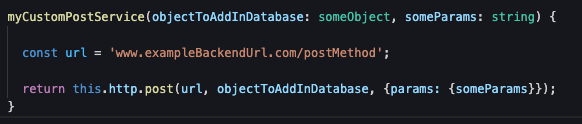 myCustomPostService(objectToAddInDatabase: someObject, someParams: string) {
const url = 'www.exampleBackendUrl.com/postMethod';
return this.http.post(url, objectToAddInDatabase, {params: {someParams}});
}